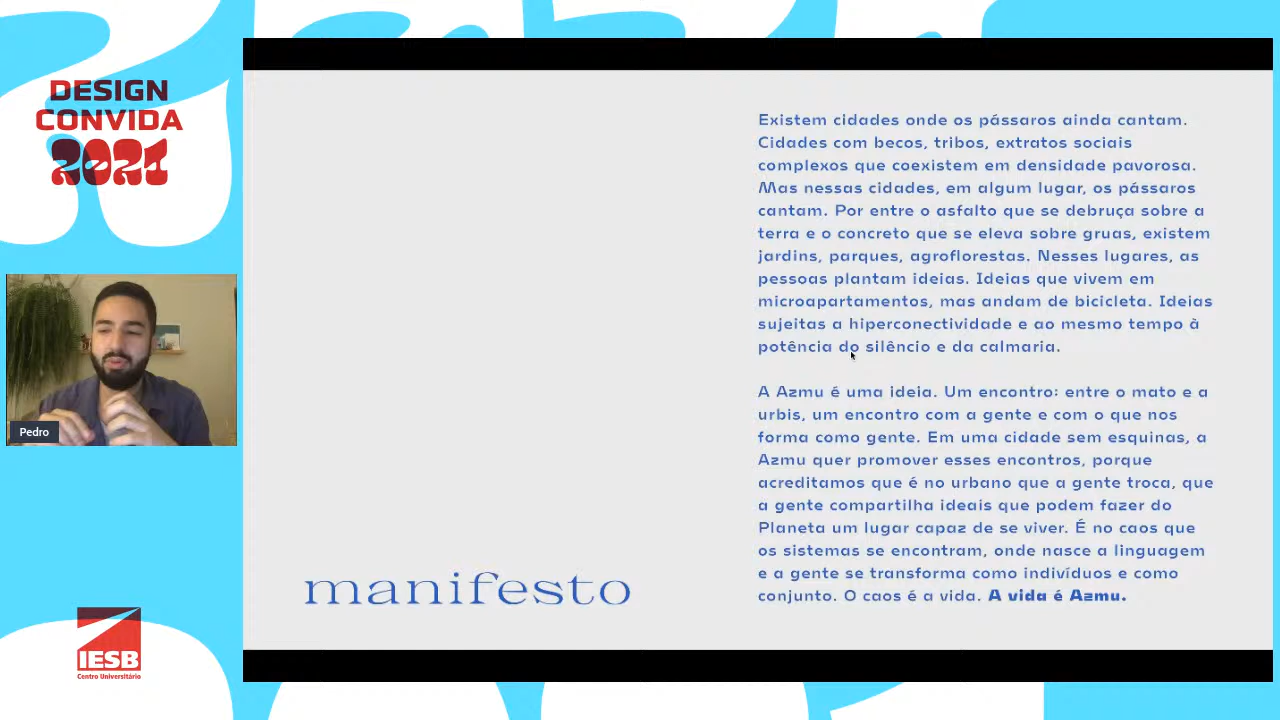 DESIGN
CONVIDA
2021
Pedro
IESB
Centro Universitário
manifesto
Existem cidades onde os pássaros ainda cantam.
Cidades com becos, tribos, extratos sociais
complexos que coexistem em densidade pavorosa.
Mas nessas cidades, em algum lugar, os pássaros
cantam. Por entre o asfalto que se debruça sobre a
terra e o concreto que se eleva sobre gruas, existem
jardins, parques, agroflorestas. Nesses lugares, as
pessoas plantam ideias. Ideias que vivem em
microapartamentos, mas andam de bicicleta. Ideias
sujeitas a hiperconectividade e ao mesmo tempo à
potência do silêncio e da calmaria.
A Azmu é uma ideia. Um encontro: entre o mato e a
urbis, um encontro com a gente e com o que nos
forma como gente. Em uma cidade sem esquinas, a
Azmu quer promover esses encontros, porque
acreditamos que é no urbano que a gente troca, que
a gente compartilha ideais que podem fazer do
Planeta um lugar capaz de se viver. É no caos que
os sistemas se encontram, onde nasce a linguagem
e a gente se transforma como indivíduos e como
conjunto. O caos é a vida. A vida é Azmu.